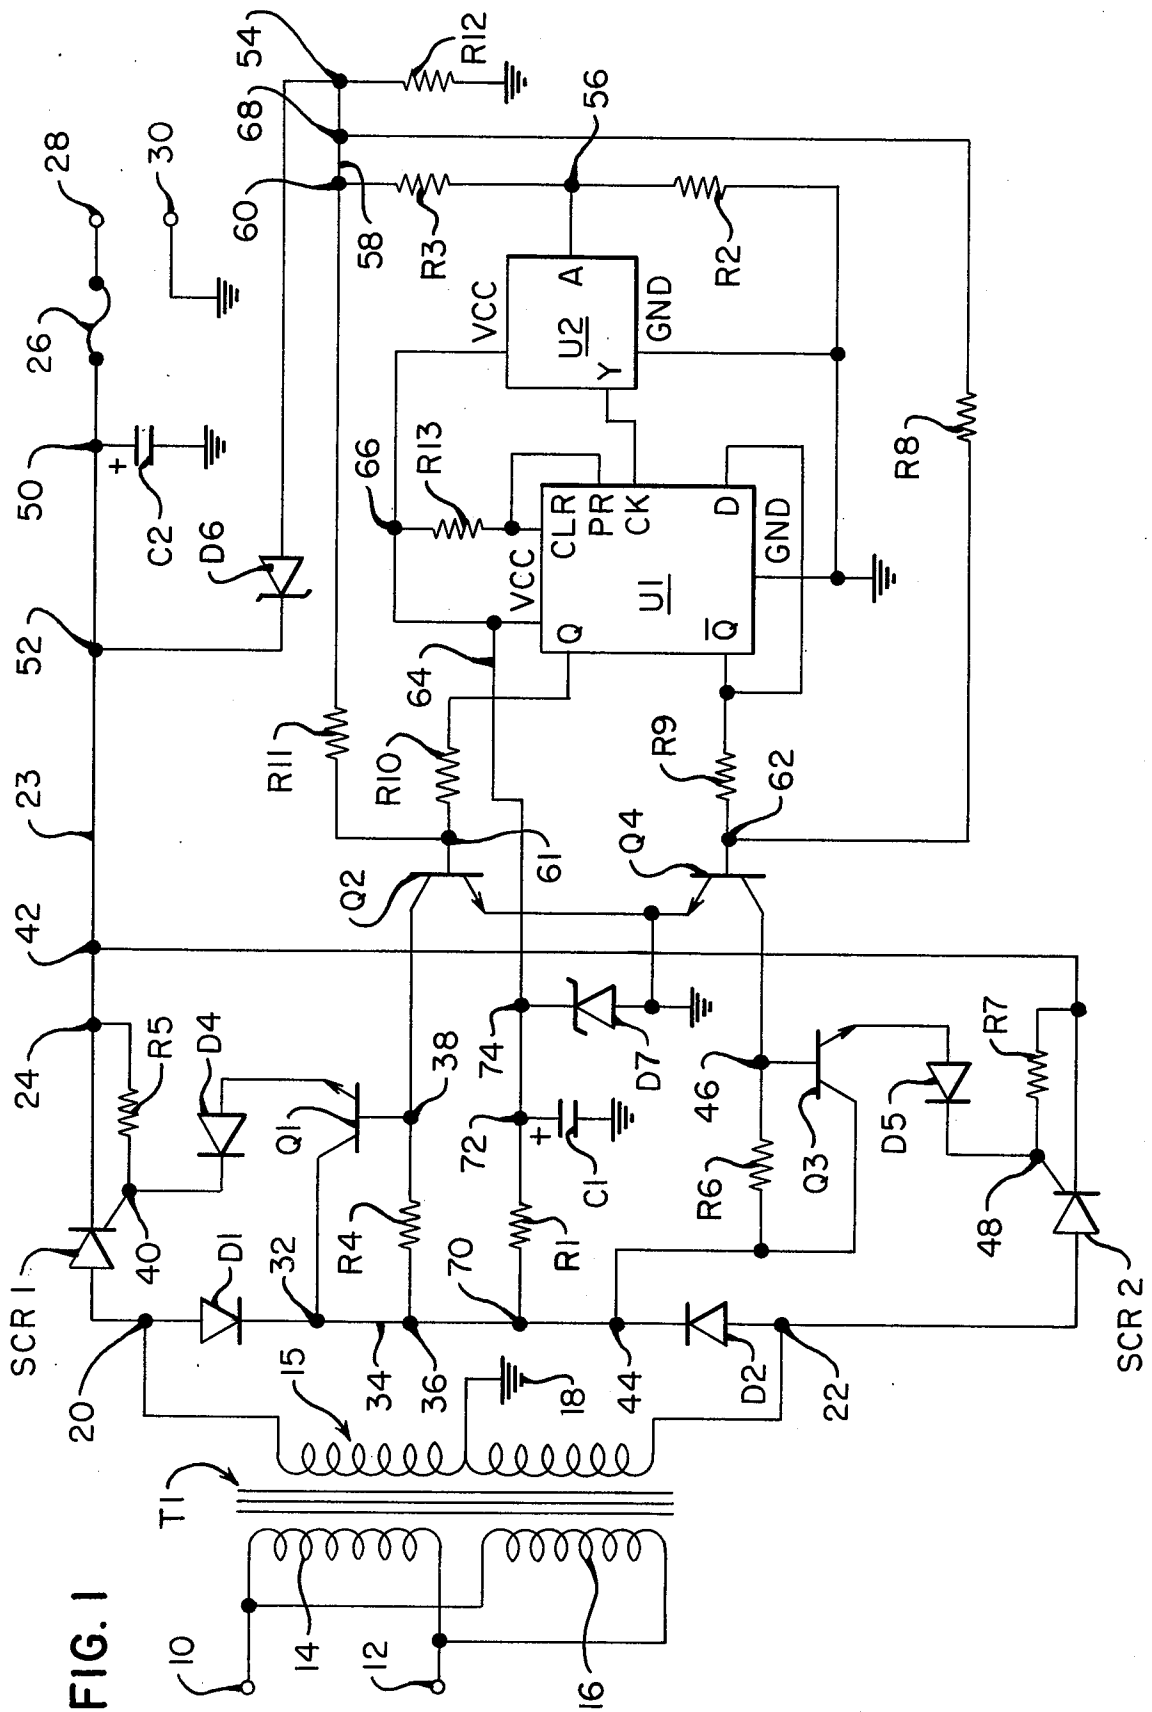 FIG. 1
10
12
14
16
T1
15
18
20
22
SCR 1
SCR 2
D1
D2
32
34
36
70
44
R4
R1
R6
40
R5
D4
Q1
38
72
+
C1
74
D7
46
Q3
D5
48
R7
24
42
23
Q2
61
Q4
62
R11
R10
R9
64
52
D6
50
+
C2
26
28
30
66
R13
VCC
Q
Q̅
U1
CLR
PR
CK
D
GND
VCC
U2
A
Y
GND
R8
60
58
68
54
R12
R3
56
R2